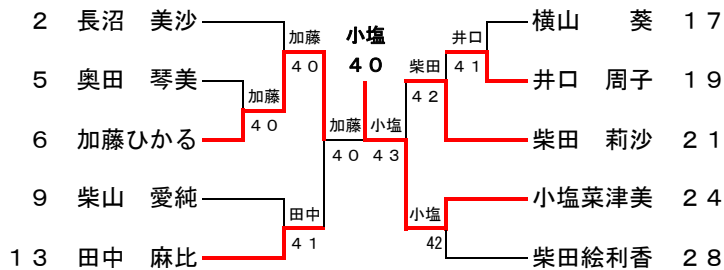 2 長沼 美沙
5 奥田 琴美
6 加藤ひかる
9 柴山 愛純
13 田中 麻比
加藤
40
加藤
40
田中
41
加藤
40
小塩
40
小塩
43
柴田
42
井口
41
小塩
42
横山 葵 17
井口 周子 19
柴田 莉沙 21
小塩菜津美 24
柴田絵利香 28